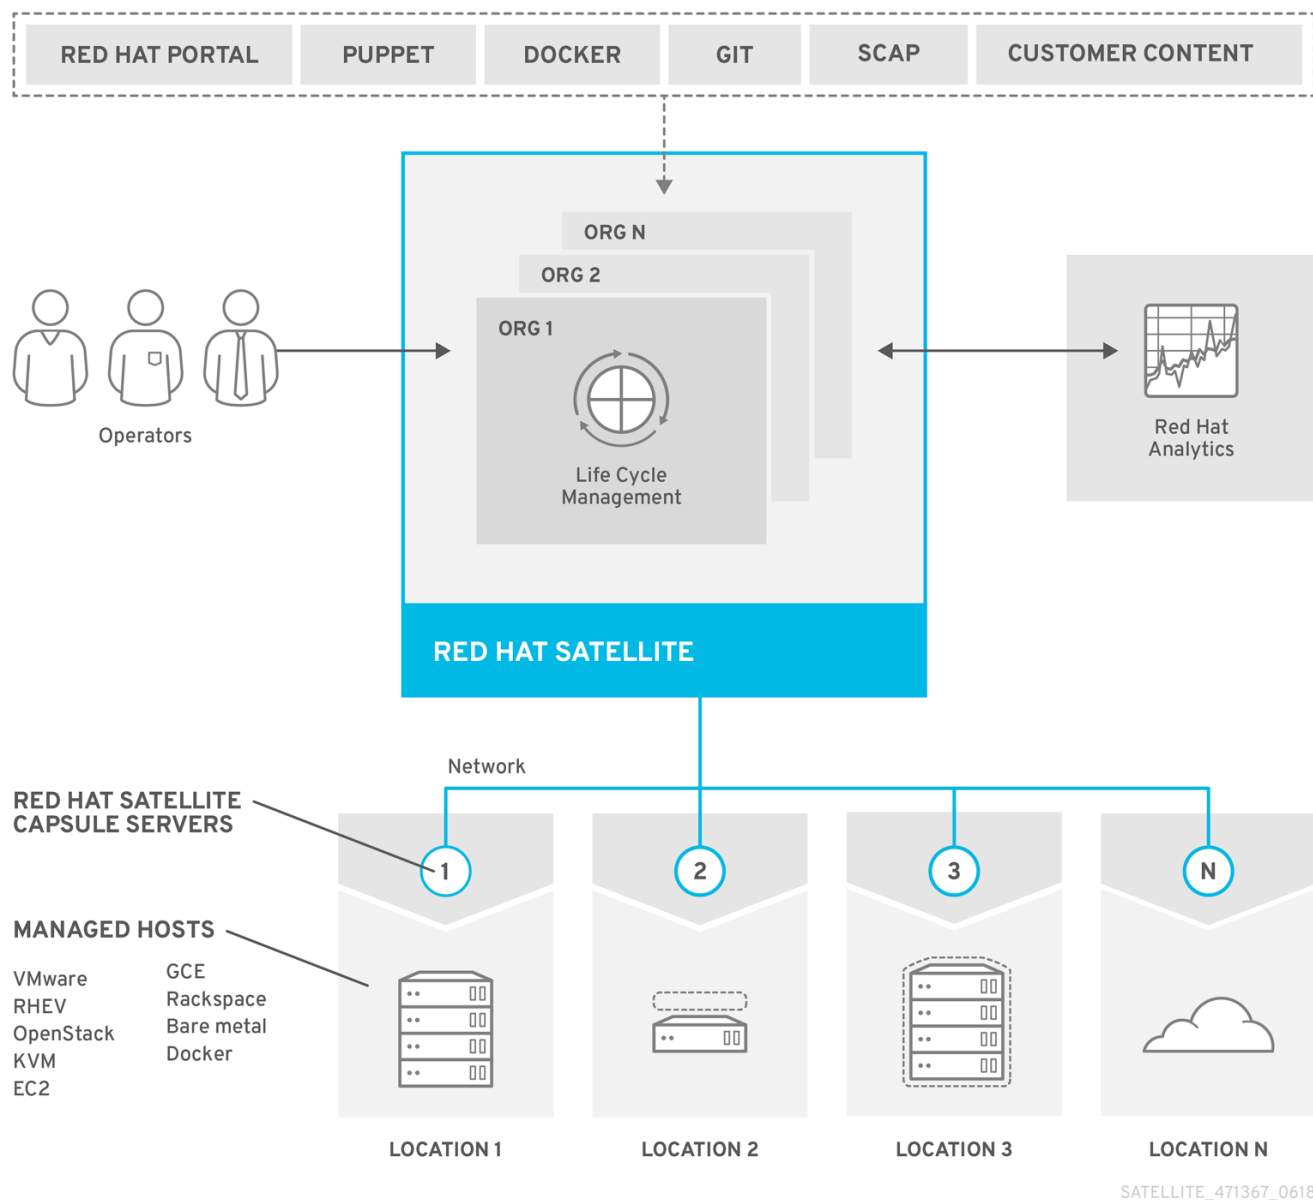 RED HAT PORTAL
PUPPET
DOCKER
GIT
SCAP
CUSTOMER CONTENT
ORG N
ORG 2
ORG 1
Life Cycle
Management
Operators
Red Hat
Analytics
RED HAT SATELLITE
Network
RED HAT SATELLITE
CAPSULE SERVERS
1
2
3
N
MANAGED HOSTS
VMware
RHEV
OpenStack
KVM
EC2
GCE
Rackspace
Bare metal
Docker
LOCATION 1
LOCATION 2
LOCATION 3
LOCATION N
SATELLITE_471367_0618